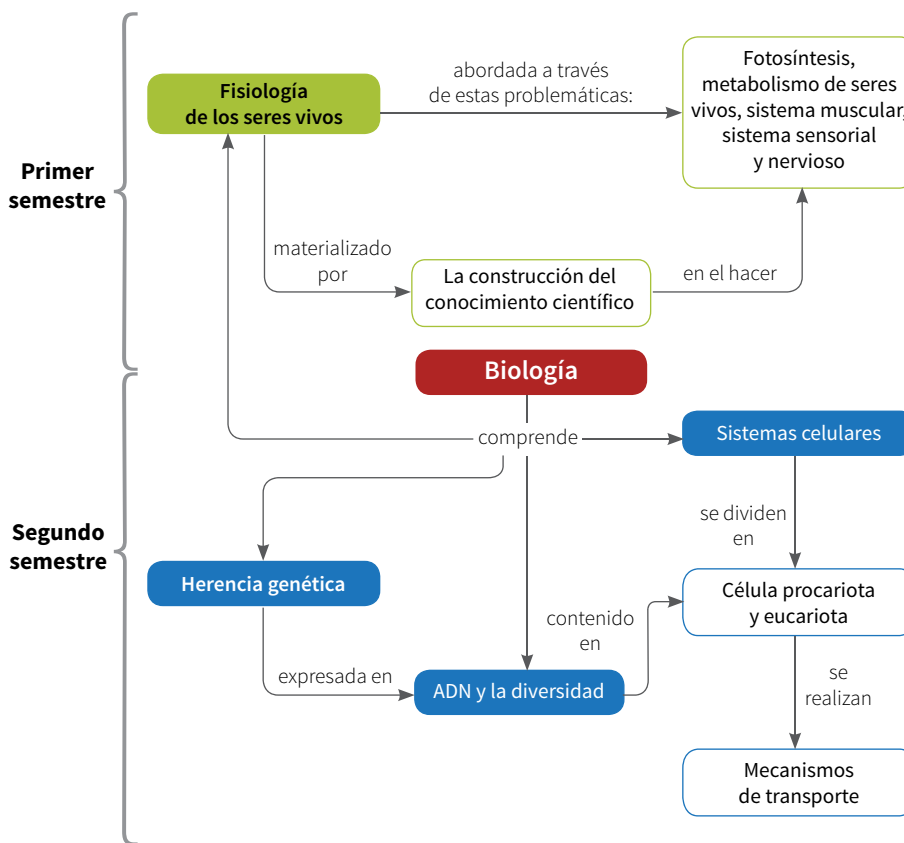 Primer
semestre
Fisiología
de los seres vivos
abordada a través
de estas problemáticas:
Fotosíntesis,
metabolismo de seres
vivos, sistema muscular,
sistema sensorial
y nervioso
materializado
por
La construcción del
conocimiento científico
en el hacer
Segundo
semestre
Biología
comprende
Sistemas celulares
se dividen
en
Herencia genética
Célula procariota
y eucariota
contenido
en
expresada en
ADN y la diversidad
se
realizan
Mecanismos
de transporte